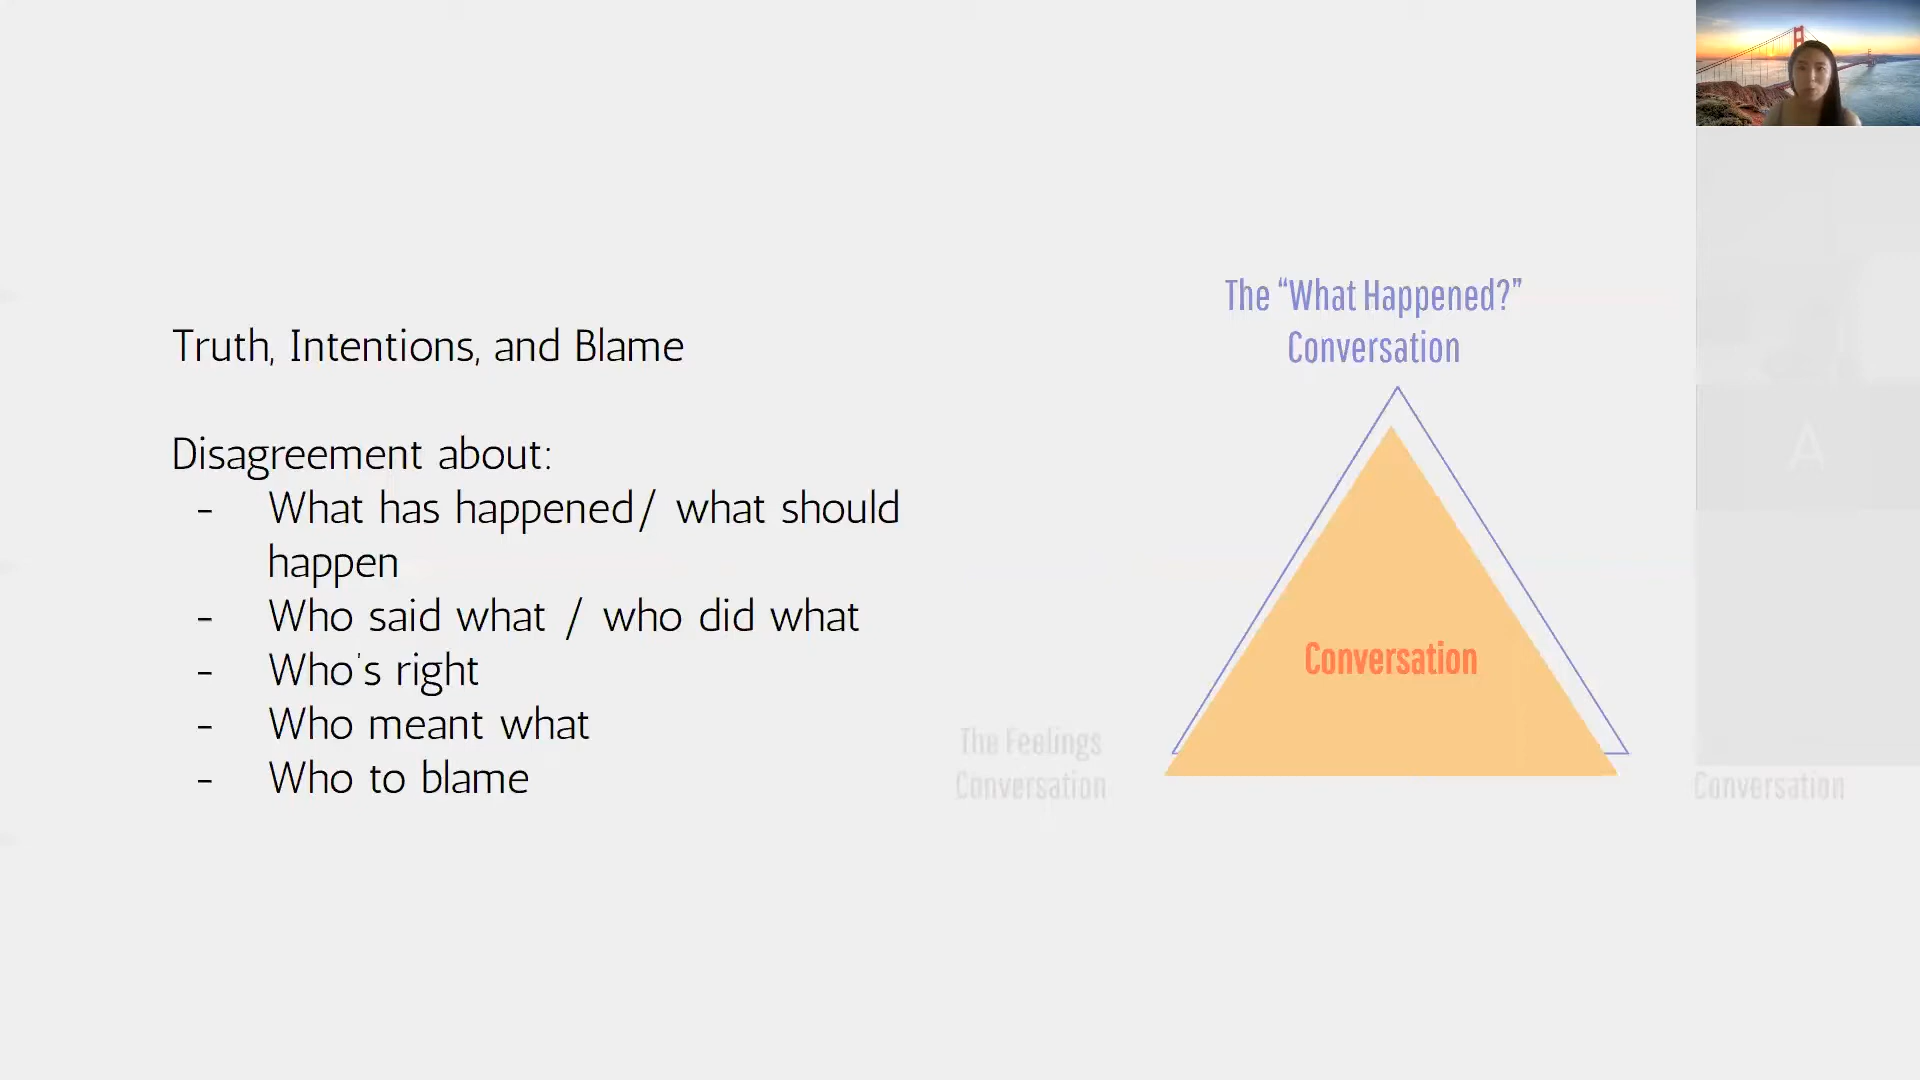 Truth, Intentions, and Blame
Disagreement about:
- What has happened/ what should
happen
- Who said what / who did what
- Who's right
- Who meant what
- Who to blame
The “What Happened?”
Conversation
Conversation
The Feelings
Conversation
Conversation
A